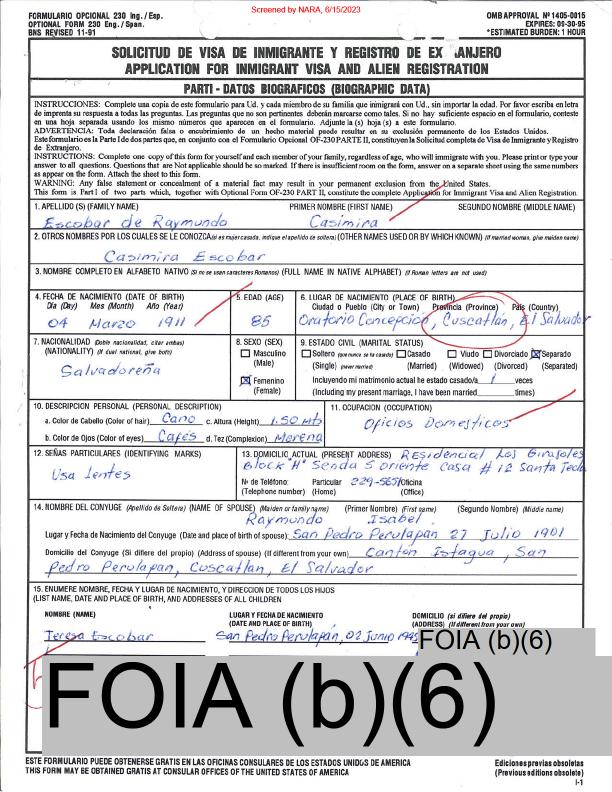 Screened by NARA, 6/15/2023
FORMULARIO OPCIONAL 230 Ing./Esp.
OPTIONAL FORM 230 Eng./Span.
BNS REVISED 11-91
OMB APPROVAL Nº 1405-0015
EXPIRES: 09-30-95
*ESTIMATED BURDEN: 1 HOUR
SOLICITUD DE VISA DE INMIGRANTE Y REGISTRO DE EX ANJERO
APPLICATION FOR IMMIGRANT VISA AND ALIEN REGISTRATION
PARTI - DATOS BIOGRAFICOS (BIOGRAPHIC DATA)
INSTRUCCIONES: Complete una copia de este formulario para Ud. y cada miembro de su familia que inmigrará con Ud., sin importar la edad. Por favor escriba en letra
de imprenta su respuesta a todas las preguntas. Las preguntas que no son pertinentes deberán marcarse como tales. Si no hay suficiente espacio en el formulario, conteste
en una hoja separada usando los mismo números que aparecen en el formulario. Adjunte la(s) hoja(s) a este formulario.
ADVERTENCIA: Toda declaración falsa o encubrimiento de un hecho material puede resultar en su exclusión permanente de los Estados Unidos.
Este formulario es la Parte I de dos partes que, en conjunto con el Formulario Opcional OF-230 PARTE II, constituyen la Solicitud completa de Visa de Inmigrante y Registro
de Extranjero.
INSTRUCTIONS: Complete one copy of this form for yourself and each member of your family, regardless of age, who will immigrate with you. Please print or type your
answer to all questions. Questions that are Not applicable should be so marked. If there is insufficient room on the form, answer on a separate sheet using the same numbers
as appear on the form. Attach the sheet to this form.
WARNING: Any false statement or concealment of a material fact may result in your permanent exclusion from the United States.
This form is Part I of two parts which, together with Optional Form OF-230 PART II, constitute the complete Application for Immigrant Visa and Alien Registration.
1. APELLIDO (S) (FAMILY NAME) PRIMER NOMBRE (FIRST NAME) SEGUNDO NOMBRE (MIDDLE NAME)
Escobar de Raymundo Casimira
2. OTROS NOMBRES POR LOS CUALES SE LE CONOZCA (si es mujer casada, indique el apellido de soltera) (OTHER NAMES USED OR BY WHICH KNOWN) (if married woman, give maiden name)
Casimira Escobar
3. NOMBRE COMPLETO EN ALFABETO NATIVO (Si no se usan caracteres Romanos) (FULL NAME IN NATIVE ALPHABET) (If Roman letters are not used)
4. FECHA DE NACIMIENTO (DATE OF BIRTH)
Día (Day) Mes (Month) Año (Year)
04 Marzo 1911
5. EDAD (AGE)
85
6. LUGAR DE NACIMIENTO (PLACE OF BIRTH)
Ciudad o Pueblo (City or Town) Provincia (Province) País (Country)
Oratorio Concepcion, Cuscatlan, El Salvador
7. NACIONALIDAD (Doble nacionalidad, citar embas)
(NATIONALITY) (If dual national, give both)
Salvadoreña
8. SEXO (SEX)
Masculino
(Male)
Femenino
(Female)
9. ESTADO CIVIL (MARITAL STATUS)
Soltero (que nunca se ha casado) Casado Viudo Divorciado Separado
(Single) (never married) (Married) (Widowed) (Divorced) (Separated)
Incluyendo mi matrimonio actual he estado casado/a 1 veces
(Including my present marriage, I have been married times)
10. DESCRIPCION PERSONAL (PERSONAL DESCRIPTION)
a. Color de Cabello (Color of hair) Cano c. Altura (Height) 1.50 Mts
b. Color de Ojos (Color of eyes) Cafés d. Tez (Complexion) Morena
11. OCUPACION (OCCUPATION)
Oficios Domesticos
12. SEÑAS PARTICULARES (IDENTIFYING MARKS)
Usa lentes
13. DOMICILIO ACTUAL (PRESENT ADDRESS) Residencial Los Girasoles
Block "H" Senda 5 Oriente Casa # 12 Santa Tecla
Nº de Teléfono: Particular 229-5651 Oficina
(Telephone number) (Home) (Office)
14. NOMBRE DEL CONYUGE (Apellido de Soltera) (NAME OF SPOUSE) (Maiden or family name) (Primer Nombre) (First name) (Segundo Nombre) (Middle name)
Raymundo Isabel
Lugar y Fecha de Nacimiento del Conyuge (Date and place of birth of spouse): San Pedro Perulapan 27 Julio 1901
Domicilio del Conyuge (Si difiere del propio) (Address of spouse) (If different from your own) Canton Istagua, San
Pedro Perulapan, Cuscatlan, El Salvador
15. ENUMERE NOMBRE, FECHA Y LUGAR DE NACIMIENTO, Y DIRECCION DE TODOS LOS HIJOS
(LIST NAME, DATE AND PLACE OF BIRTH, AND ADDRESSES OF ALL CHILDREN
NOMBRE (NAME) LUGAR Y FECHA DE NACIMIENTO DOMICILIO (si difiere del propio)
(DATE AND PLACE OF BIRTH) (ADDRESS) (If different from your own)
Teresa Escobar San Pedro Perulapán, 02 Junio FOIA (b)(6)
FOIA (b)(6)
ESTE FORMULARIO PUEDE OBTENERSE GRATIS EN LAS OFICINAS CONSULARES DE LOS ESTADOS UNIDOS DE AMERICA
THIS FORM MAY BE OBTAINED GRATIS AT CONSULAR OFFICES OF THE UNITED STATES OF AMERICA
Ediciones previas obsoletas
(Previous editions obsolete)
I-1